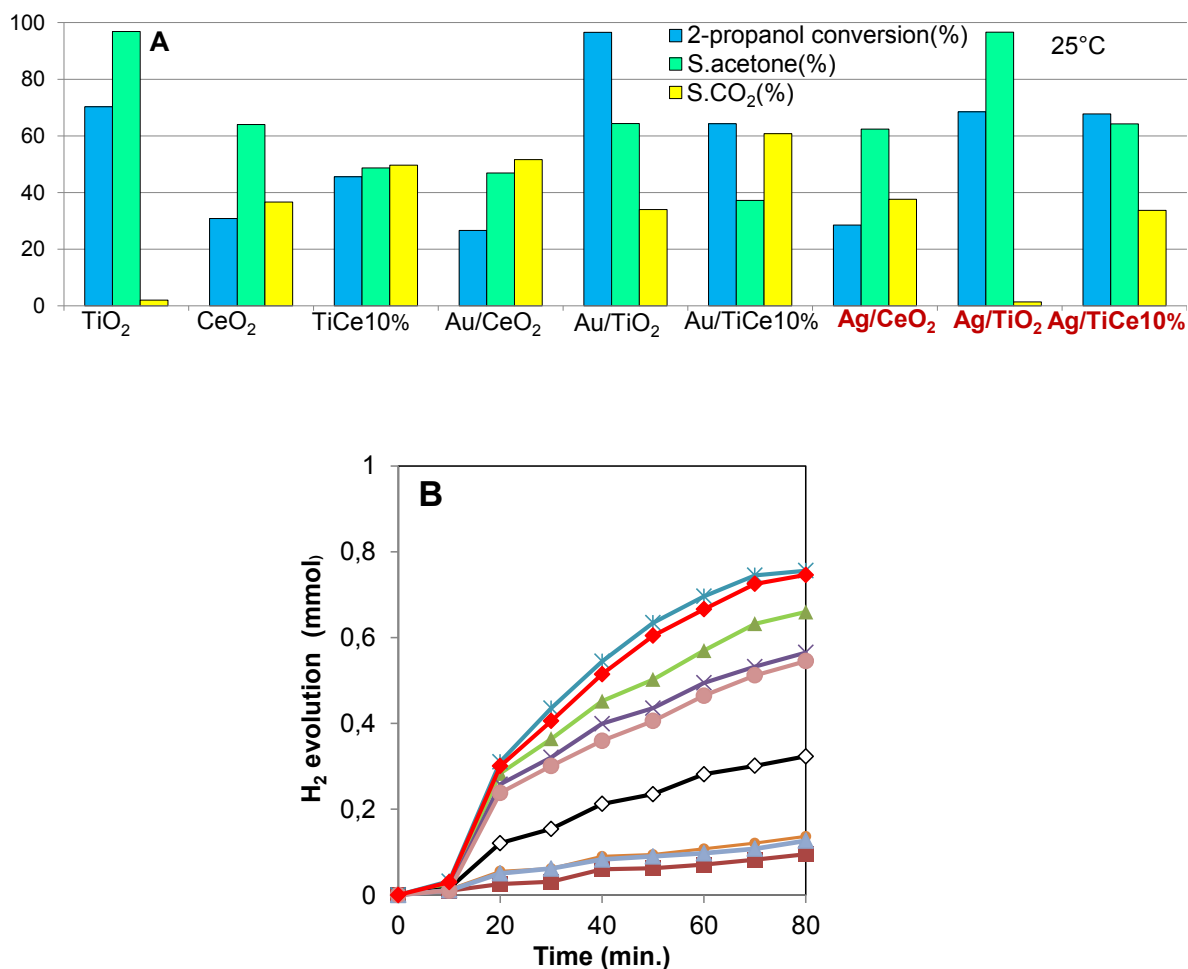 A
100
80
60
40
20
0
2-propanol conversion(%)
S.acetone(%)
S.CO₂(%)
25°C
TiO₂ CeO₂ TiCe10% Au/CeO₂ Au/TiO₂ Au/TiCe10% Ag/CeO₂ Ag/TiO₂ Ag/TiCe10%
B
H₂ evolution (mmol)
1
0,8
0,6
0,4
0,2
0
0 20 40 60 80
Time (min.)